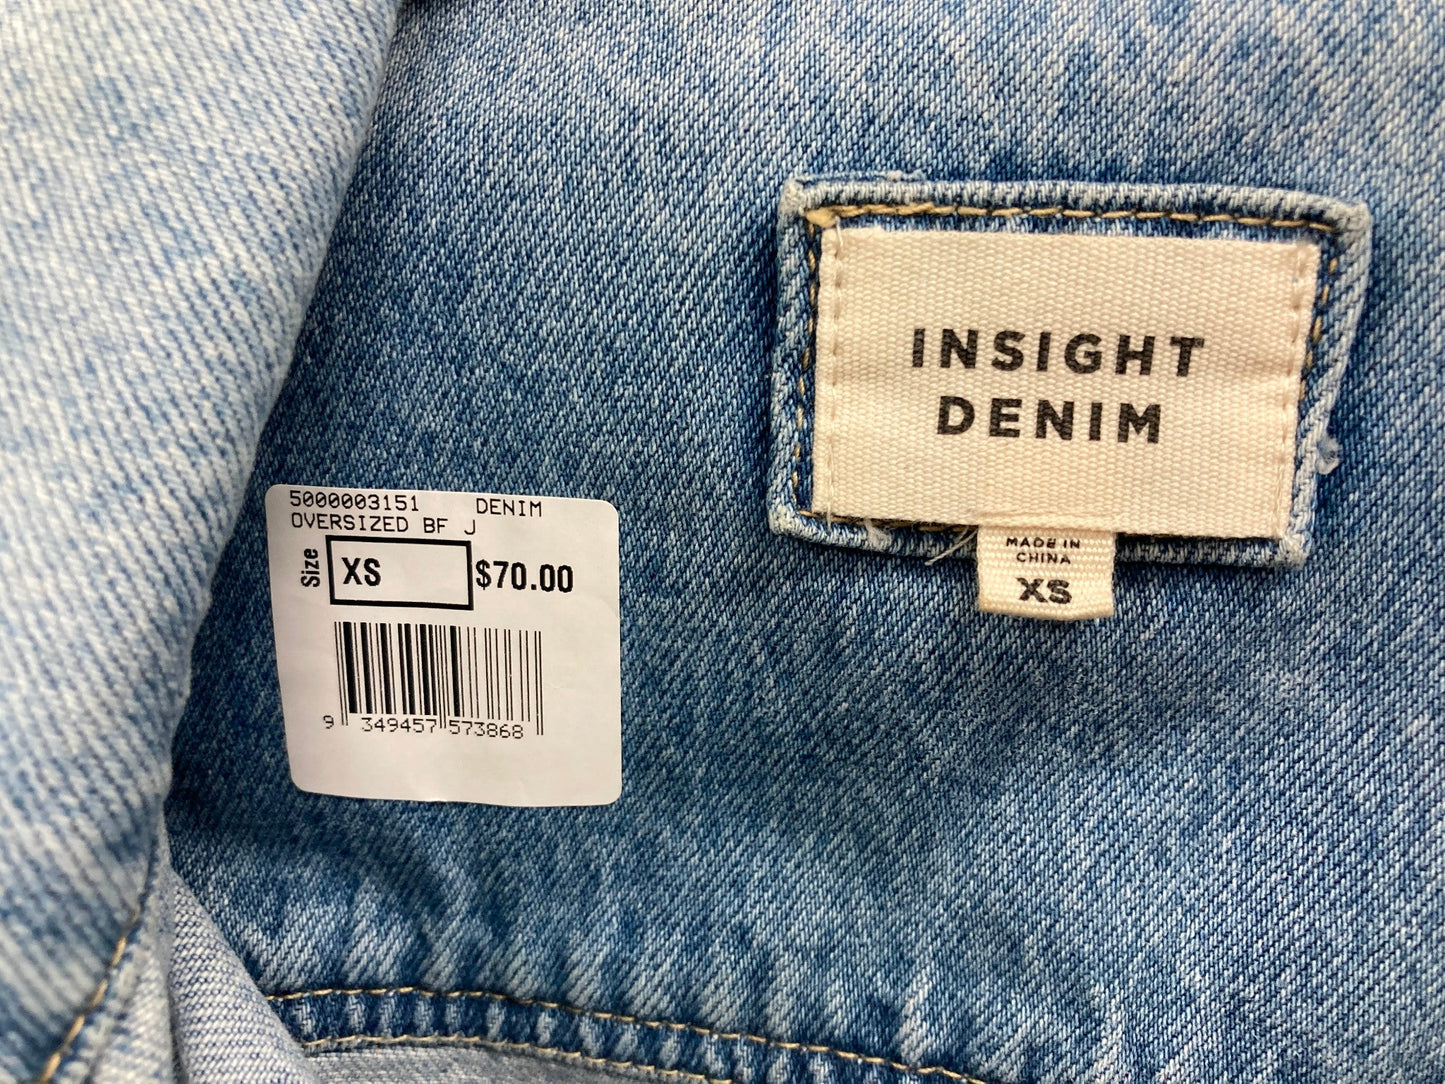 5000003151 DENIM
OVERSIZED BF J
Size XS $70.00
9 349457 573868
INSIGHT
DENIM
MADE IN
CHINA
XS